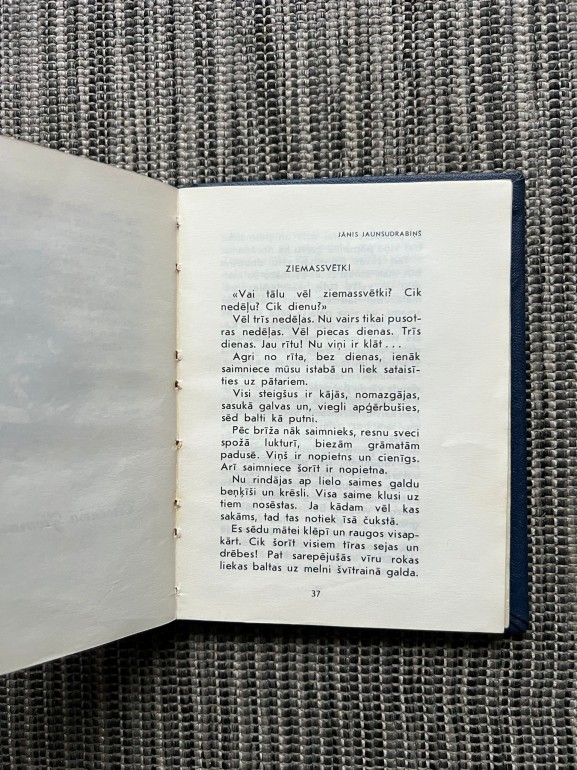 JĀNIS JAUNSUDRABIŅŠ
ZIEMASSVĒTKI
«Vai tālu vēl ziemassvētki? Cik
nedēļu? Cik dienu?»
Vēl trīs nedēļas. Nu vairs tikai pusot-
ras nedēļas. Vēl piecas dienas. Trīs
dienas. Jau rītu! Nu viņi ir klāt...
Agri no rīta, bez dienas, ienāk
saimniece mūsu istabā un liek sataisī-
ties uz pātariem.
Visi steigšus ir kājās, nomazgājas,
sasukā galvas un, viegli apģērbušies,
sēd balti kā putni.
Pēc brīža nāk saimnieks, resnu sveci
spožā lukturī, biezām grāmatām
padusē. Viņš ir nopietns un cienīgs.
Arī saimniece šorīt ir nopietna.
Nu rindājas ap lielo saimes galdu
beņķīši un krēsli. Visa saime klusi uz
tiem nosēstas. Ja kādam vēl kas
sakāms, tad tas notiek īsā čukstā.
Es sēdu mātei klēpī un raugos visap-
kārt. Cik šorīt visiem tīras sejas un
drēbes! Pat sarepējušās vīru rokas
liekas baltas uz melni švītrainā galda.
37